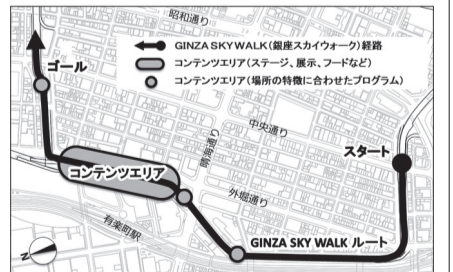 昭和通り
GINZA SKY WALK（銀座スカイウォーク）経路
コンテンツエリア（ステージ、展示、フードなど）
コンテンツエリア（場所の特徴に合わせたプログラム）
ゴール
中央通り
晴海通り
スタート
コンテンツエリア
外堀通り
有楽町駅
GINZA SKY WALK ルート
N